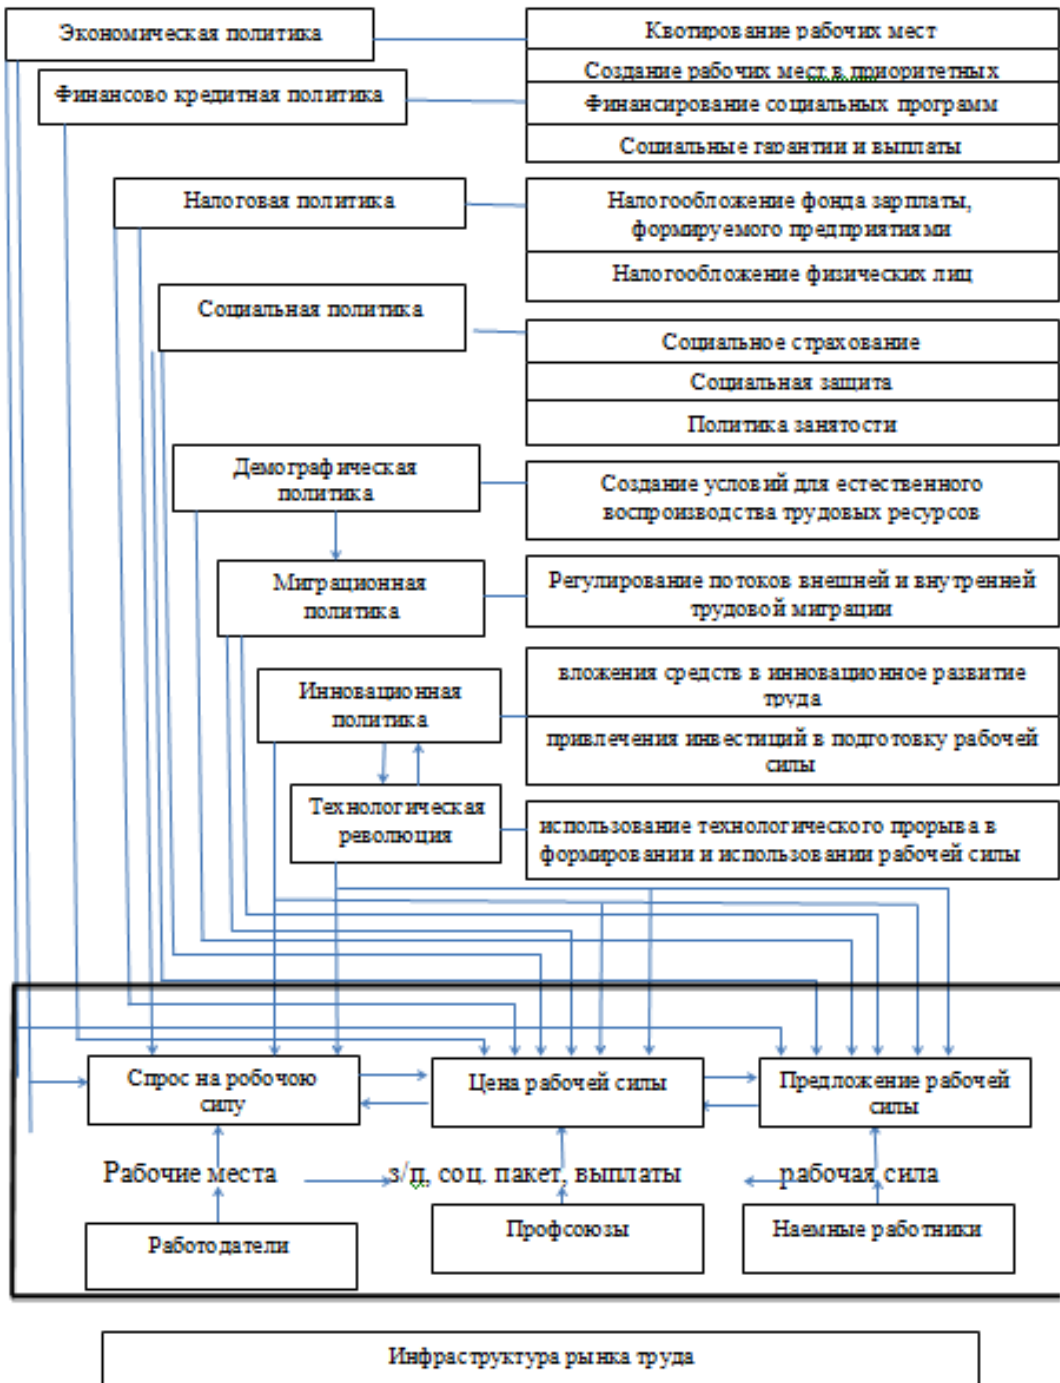 Экономическая политика
Квотирование рабочих мест
Создание рабочих мест в приоритетных
Финансово кредитная политика
Финансирование социальных программ
Социальные гарантии и выплаты
Налоговая политика
Налогообложение фонда зарплаты,
формируемого предприятиями
Налогообложение физических лиц
Социальная политика
Социальное страхование
Социальная защита
Политика занятости
Демографическая
политика
Создание условий для естественного
воспроизводства трудовых ресурсов
Миграционная
политика
Регулирование потоков внешней и внутренней
трудовой миграции
Инновационная
политика
вложения средств в инновационное развитие
труда
привлечения инвестиций в подготовку рабочей
силы
Технологическая
революция
использование технологического прорыва в
формировании и использовании рабочей силы
Спрос на робочою
силу
Цена рабочей силы
Предложение рабочей
силы
Рабочие места
з/п, соц. пакет, выплаты
рабочая сила
Работодатели
Профсоюзы
Наемные работники
Инфраструктура рынка труда